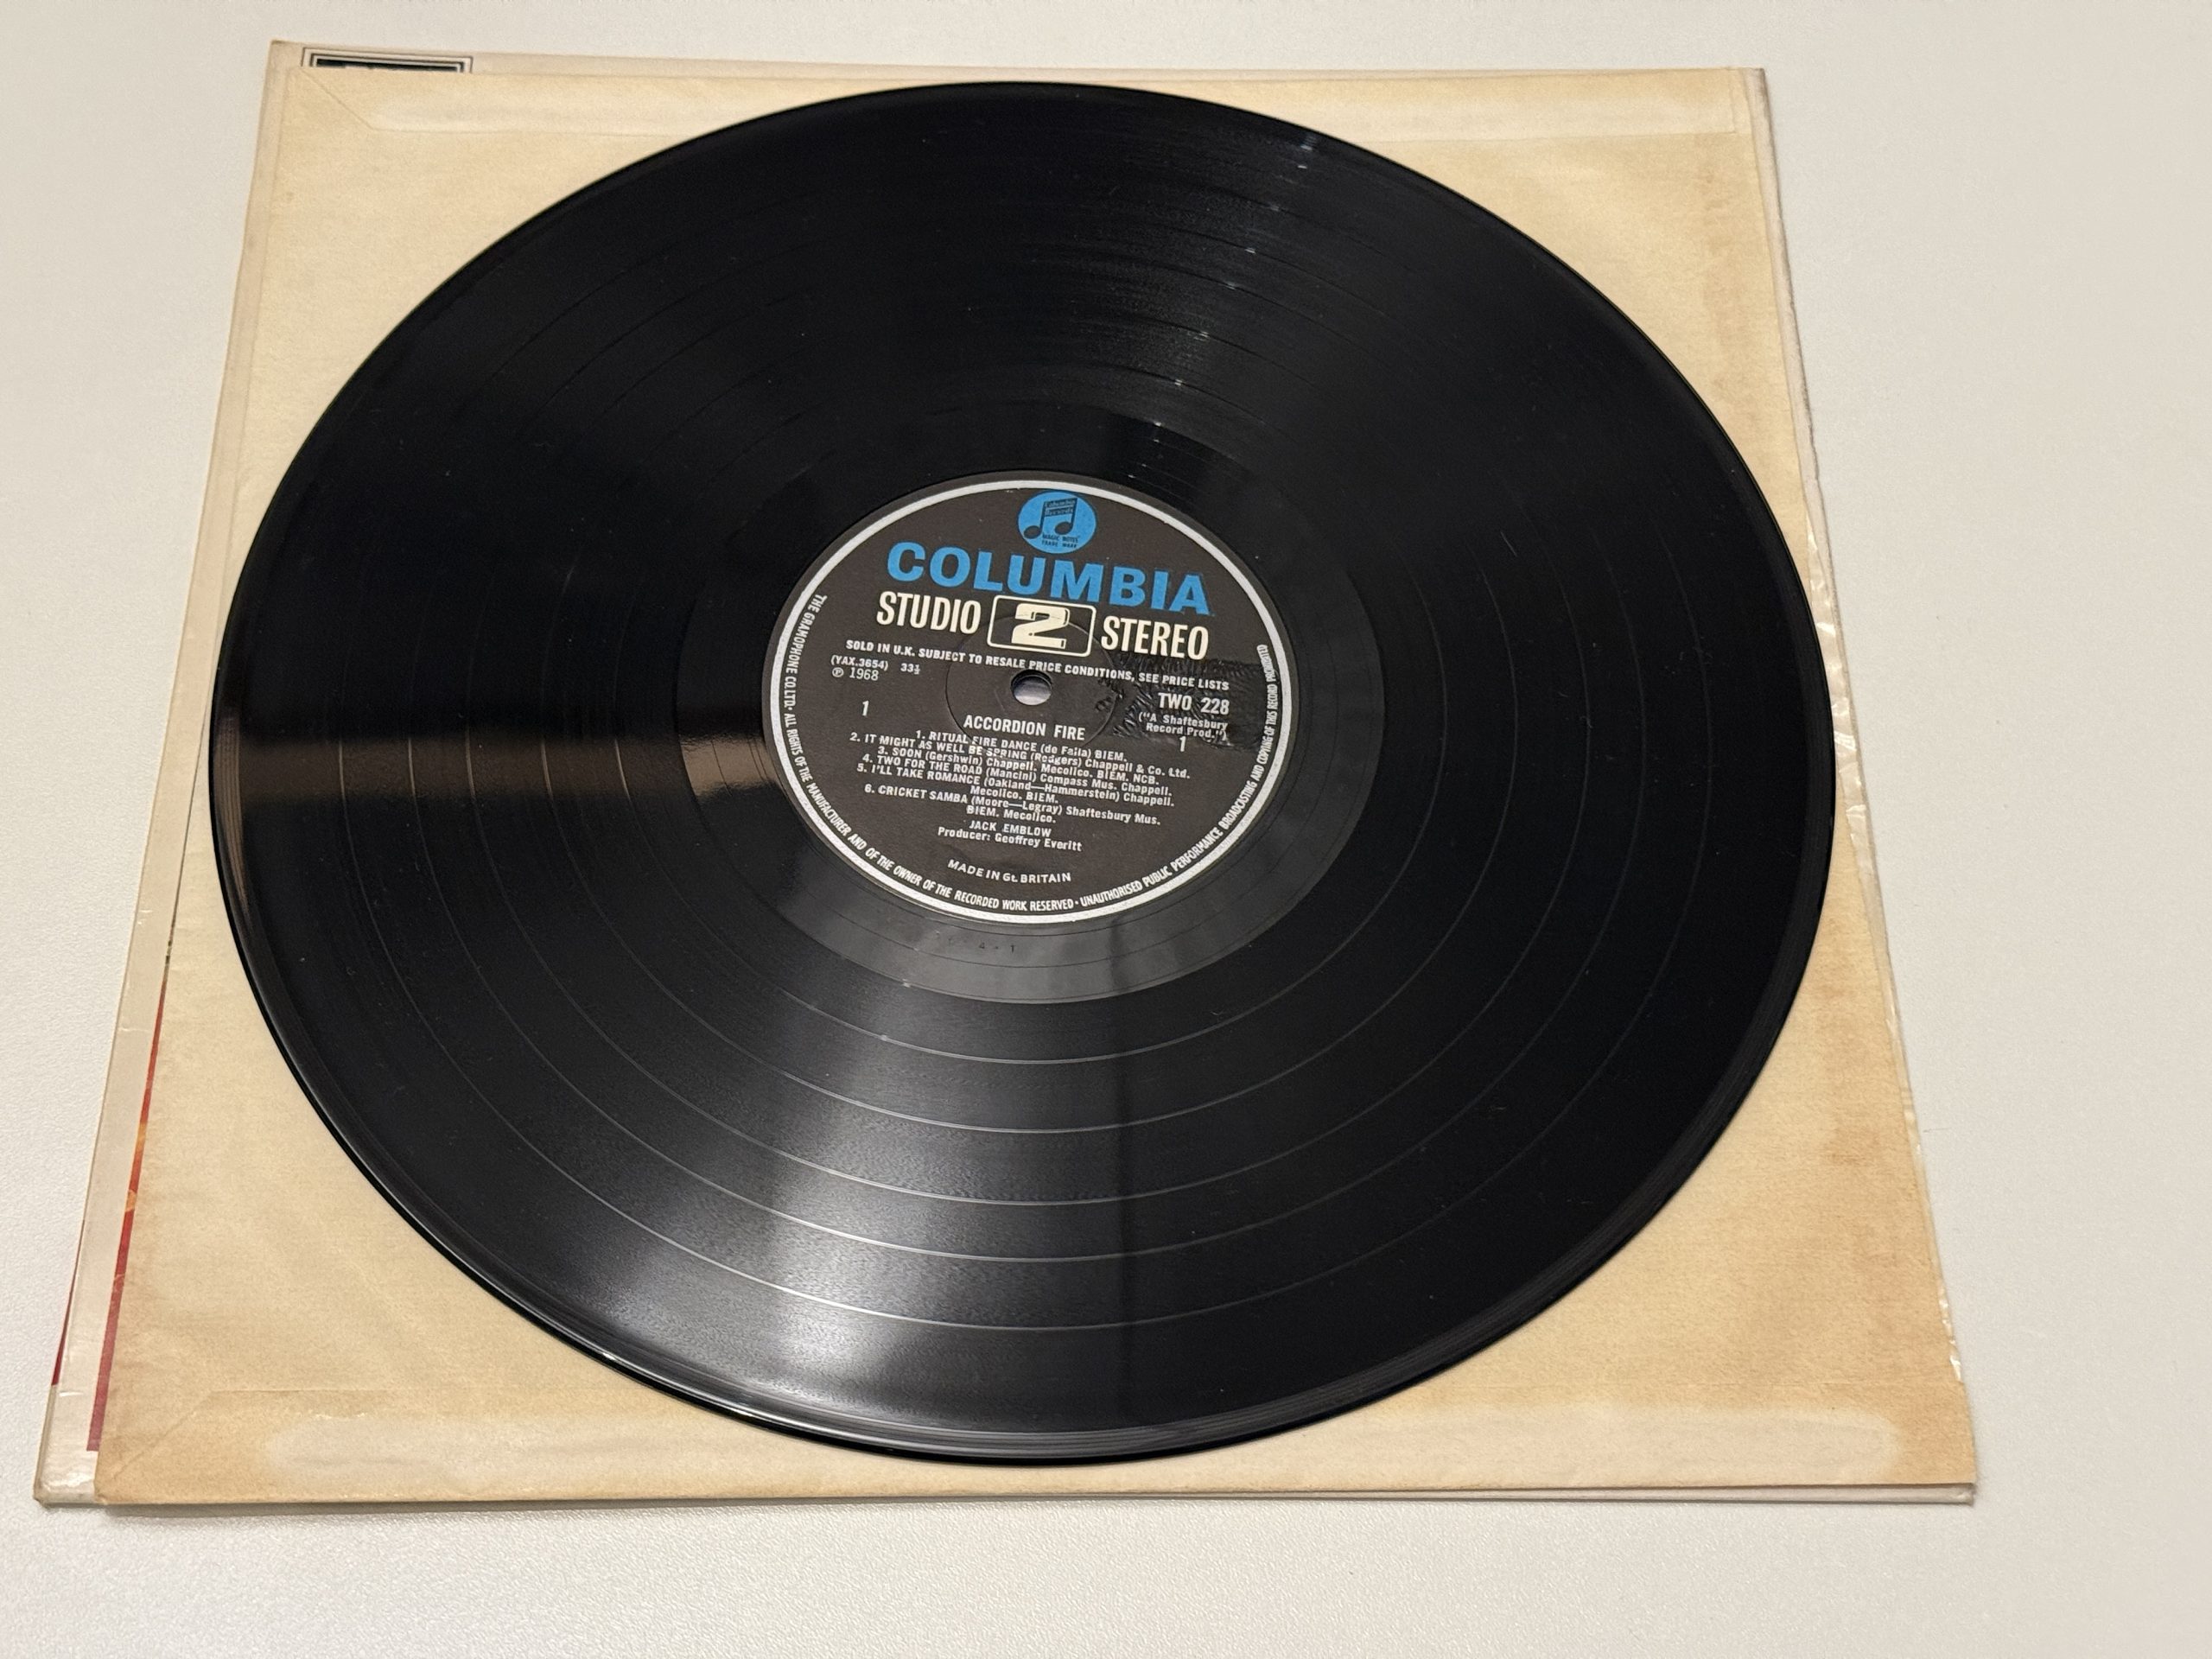 Columbia
Records
MAGIC NOTES
TRADE MARK
COLUMBIA
STUDIO 2 STEREO
SOLD IN U.K. SUBJECT TO RESALE PRICE CONDITIONS, SEE PRICE LISTS
(YAX.3654) 33⅓
℗ 1968
TWO 228
("A Shaftesbury
Record Prod.")
1
1
ACCORDION FIRE
1. RITUAL FIRE DANCE (de Falla) BIEM.
2. IT MIGHT AS WELL BE SPRING (Rodgers) Chappell & Co. Ltd.
3. SOON (Gershwin) Chappell, Mecolico. BIEM. NCB.
4. TWO FOR THE ROAD (Mancini) Compass Mus. Chappell.
5. I'LL TAKE ROMANCE (Oakland—Hammerstein) Chappell.
Mecolico. BIEM.
6. CRICKET SAMBA (Moore—Legray) Shaftesbury Mus.
BIEM. Mecolico.
JACK EMBLOW
Producer: Geoffrey Everitt
MADE IN Gt. BRITAIN
THE GRAMOPHONE CO. LTD. · ALL RIGHTS OF THE MANUFACTURER AND OF THE OWNER OF THE RECORDED WORK RESERVED · UNAUTHORISED PUBLIC PERFORMANCE BROADCASTING AND COPYING OF THIS RECORD PROHIBITED